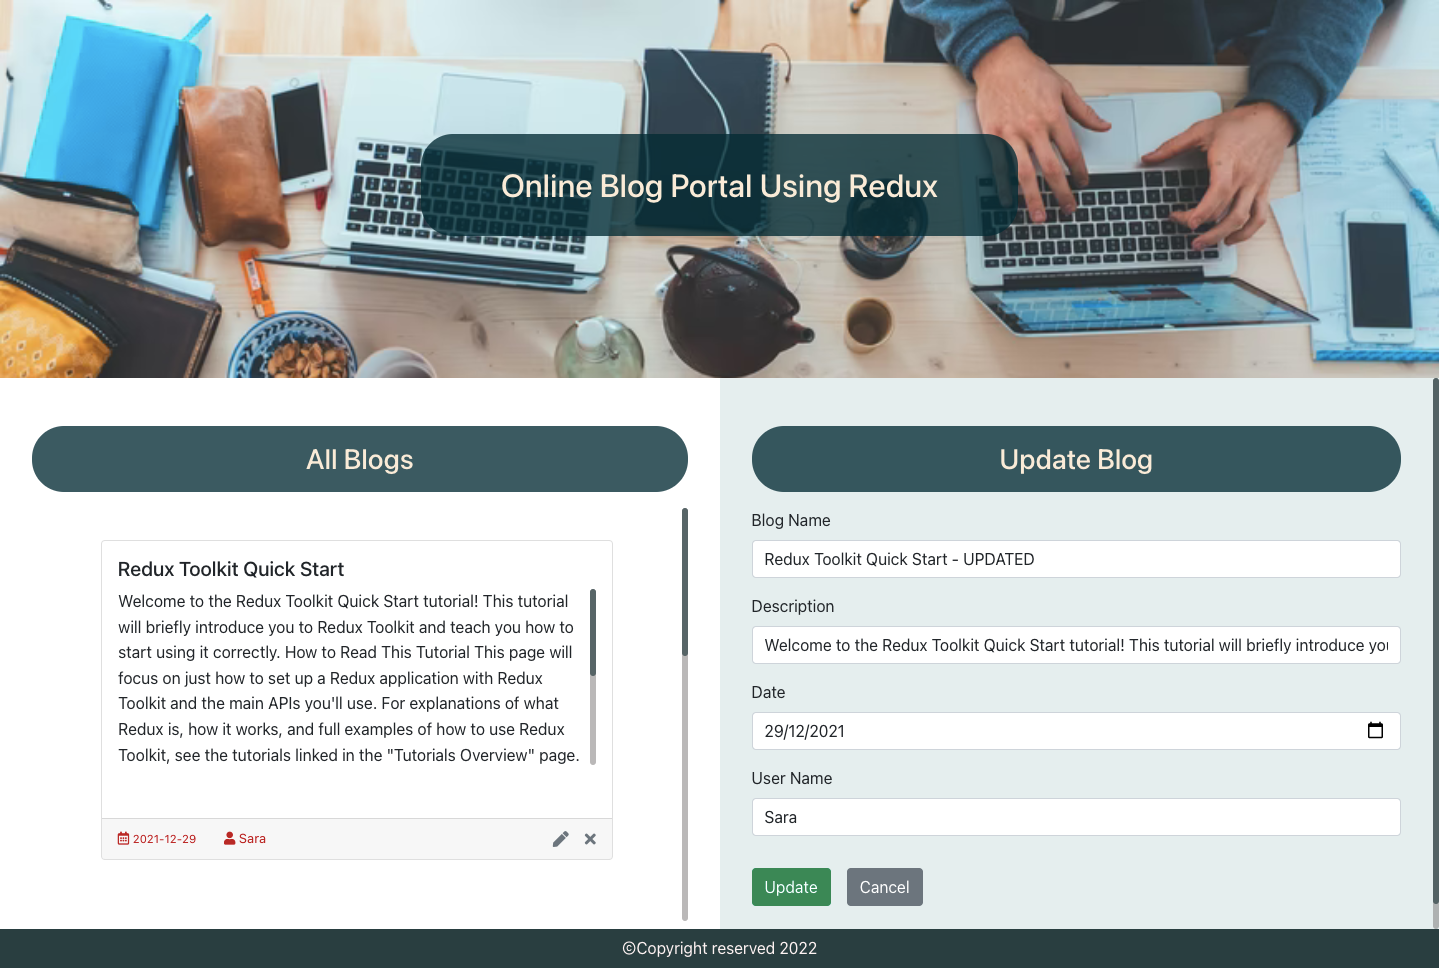 Online Blog Portal Using Redux
All Blogs
Redux Toolkit Quick Start
Welcome to the Redux Toolkit Quick Start tutorial! This tutorial
will briefly introduce you to Redux Toolkit and teach you how to
start using it correctly. How to Read This Tutorial This page will
focus on just how to set up a Redux application with Redux
Toolkit and the main APIs you'll use. For explanations of what
Redux is, how it works, and full examples of how to use Redux
Toolkit, see the tutorials linked in the "Tutorials Overview" page.
2021-12-29 Sara
Update Blog
Blog Name
Redux Toolkit Quick Start - UPDATED
Description
Welcome to the Redux Toolkit Quick Start tutorial! This tutorial will briefly introduce you
Date
29/12/2021
User Name
Sara
Update Cancel
©Copyright reserved 2022